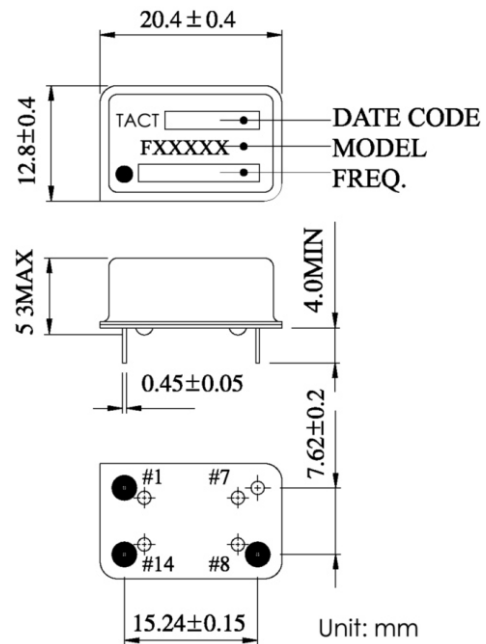 20.4±0.4
12.8±0.4
TACT
DATE CODE
FXXXXX
MODEL
FREQ.
5 3MAX
4.0MIN
0.45±0.05
7.62±0.2
#1
#7
#14
#8
15.24±0.15
Unit: mm